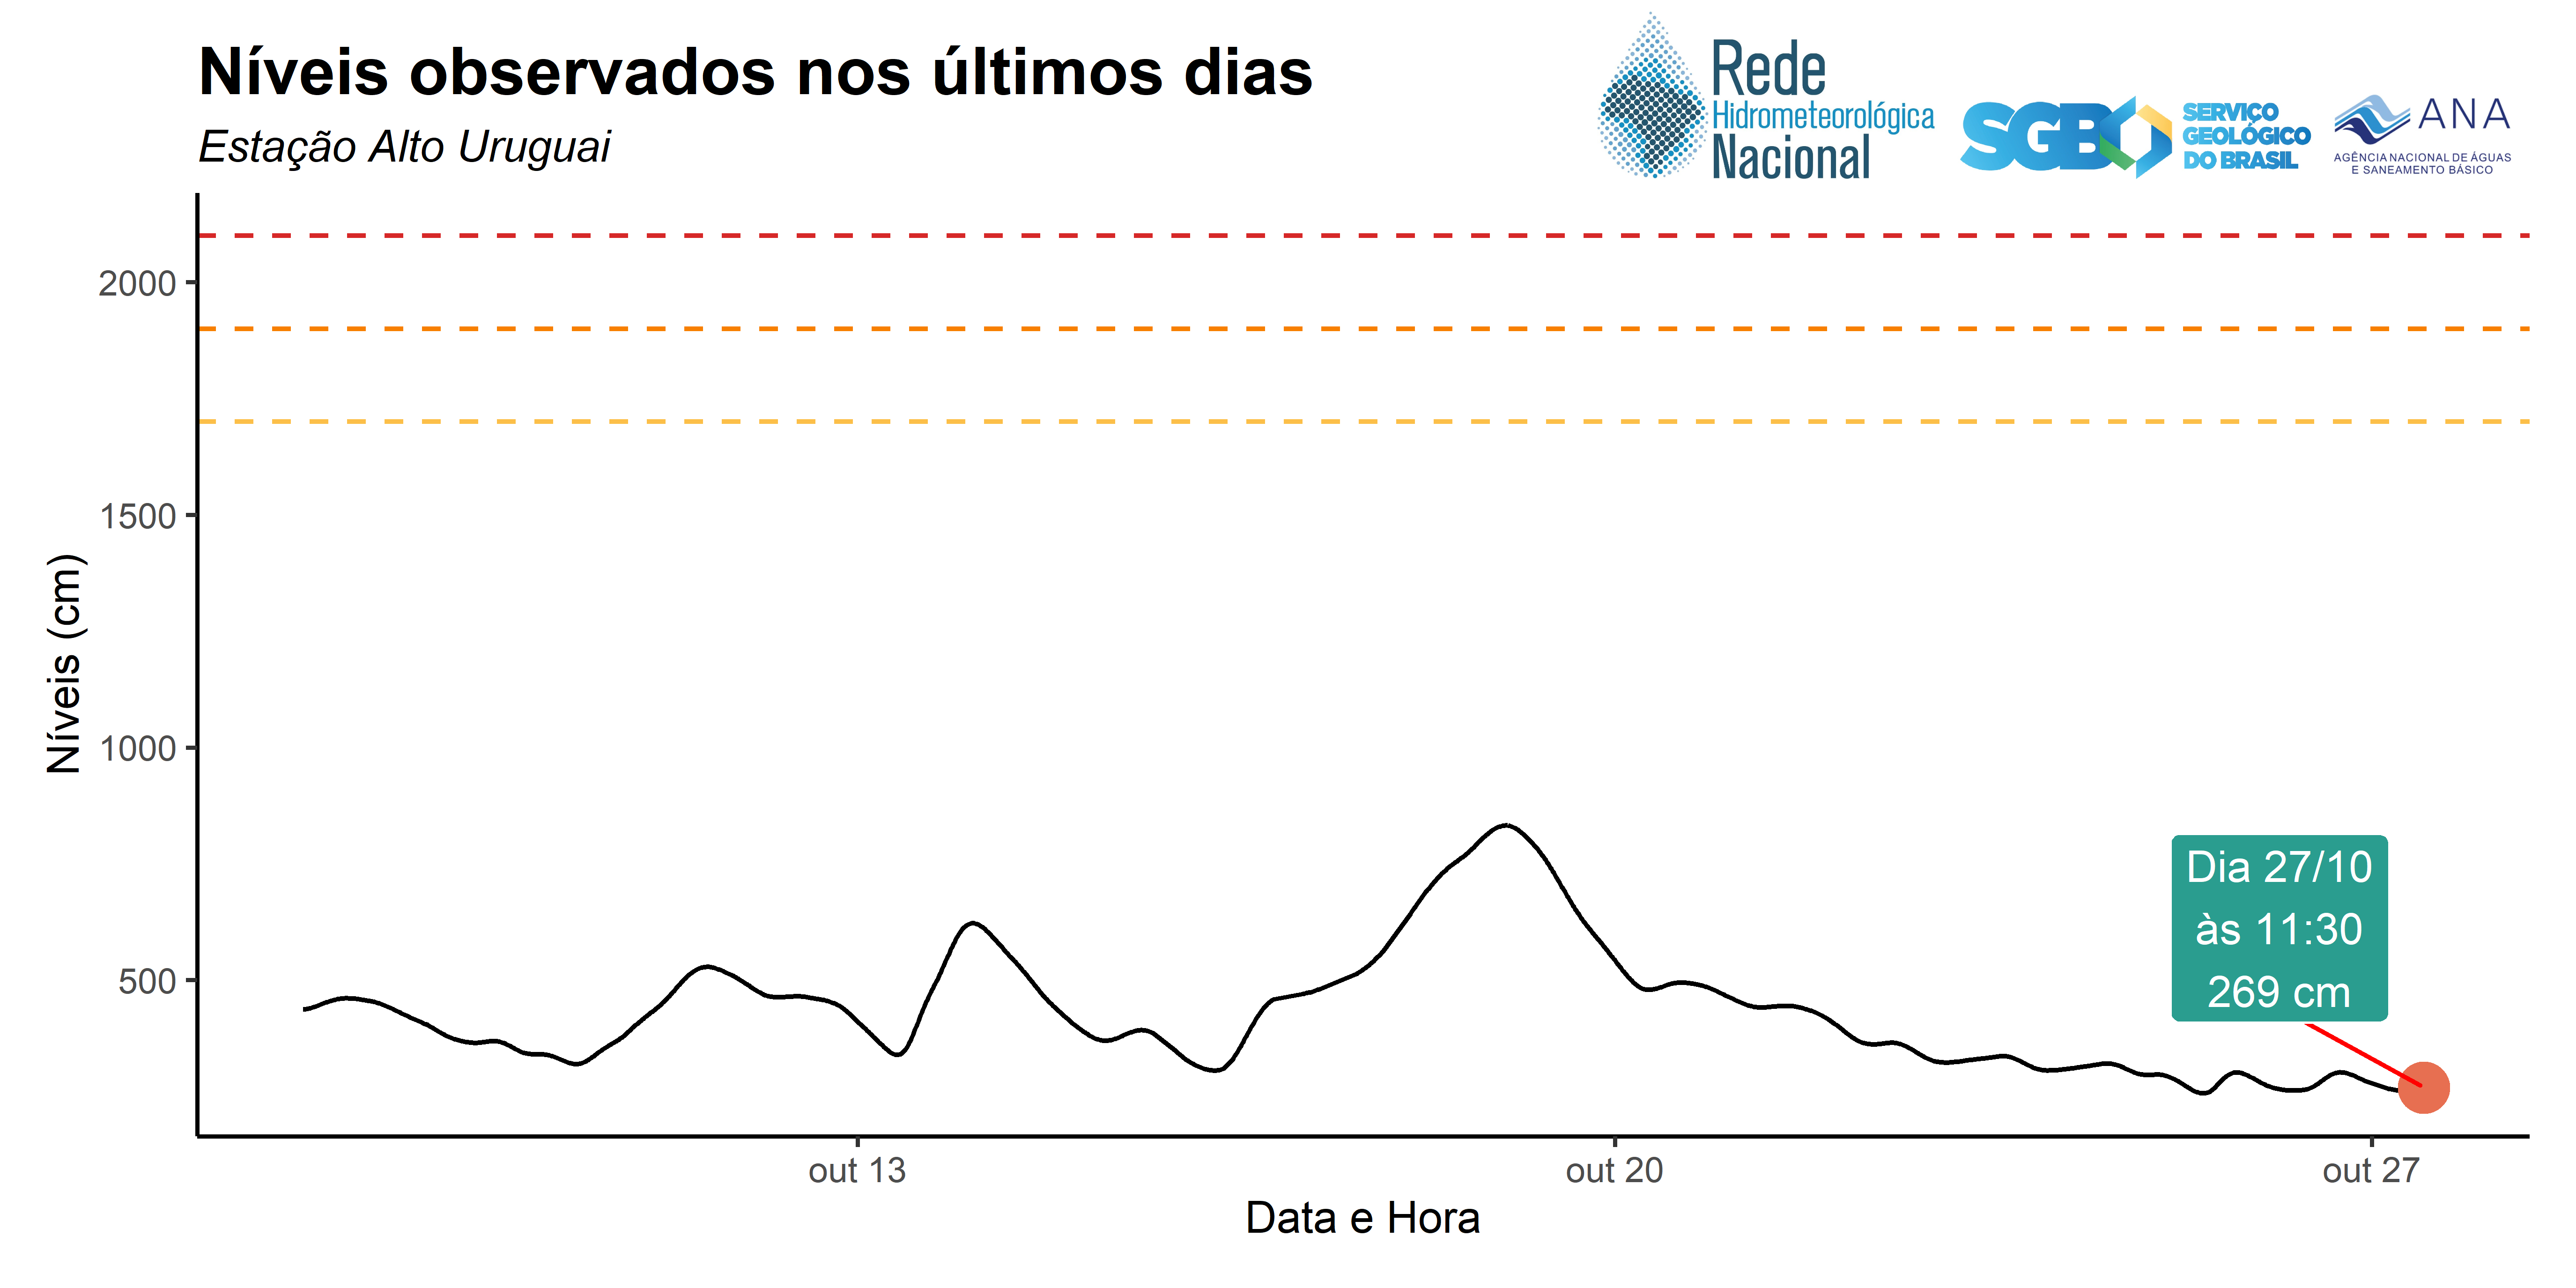 Níveis observados nos últimos dias
Estação Alto Uruguai
Rede
Hidrometeorológica
Nacional
SGB
SERVIÇO
GEOLÓGICO
DO BRASIL
ANA
AGÊNCIA NACIONAL DE ÁGUAS
E SANEAMENTO BÁSICO
Níveis (cm)
2000
1500
1000
500
Dia 27/10
às 11:30
269 cm
out 13
out 20
out 27
Data e Hora